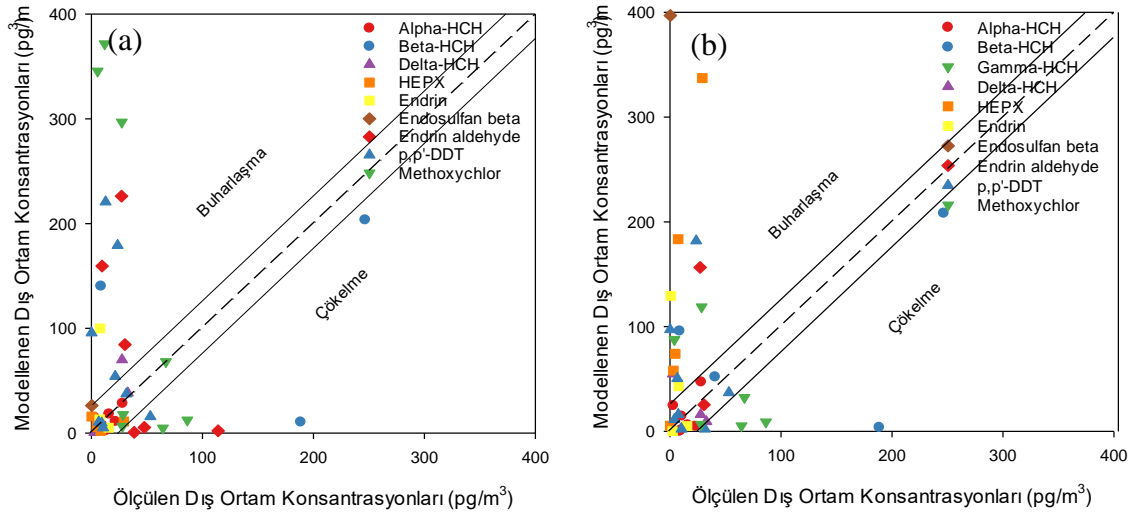 (a)
Modellenen Dış Ortam Konsantrasyonları (pg/m³
400
300
200
100
0
Alpha-HCH
Beta-HCH
Delta-HCH
HEPX
Endrin
Endosulfan beta
Endrin aldehyde
p,p'-DDT
Methoxychlor
Buharlaşma
Çökelme
0 100 200 300 400
Ölçülen Dış Ortam Konsantrasyonları (pg/m³)
(b)
Modellenen Dış Ortam Konsantrasyonları (pg/m³
400
300
200
100
0
Alpha-HCH
Beta-HCH
Gamma-HCH
Delta-HCH
HEPX
Endrin
Endosulfan beta
Endrin aldehyde
p,p'-DDT
Methoxychlor
Buharlaşma
Çökelme
0 100 200 300 400
Ölçülen Dış Ortam Konsantrasyonları (pg/m³)